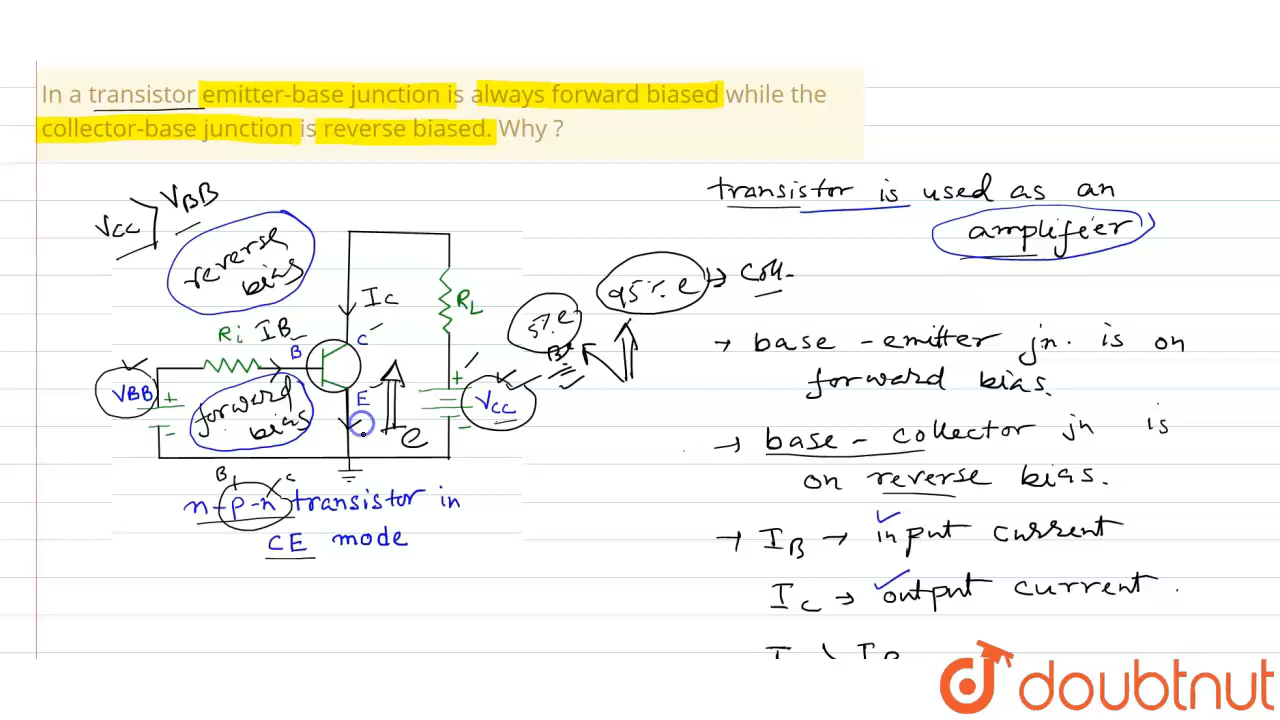 In a transistor emitter-base junction is always forward biased while the
collector-base junction is reverse biased. Why ?
VCC > VBB
reverse
bias
transistor is used as an
amplifier
95% e → Coll.
5% e
B
IC
RL
C
Ri
IB
B
VBB
+
-
forward
bias
E
e
+
VCC
-
→ base - emitter jn. is on
forward bias.
→ base - collector jn is
on reverse bias.
B
C
n-p-n transistor in
CE mode
→ IB → input current
IC → output current.
doubtnut